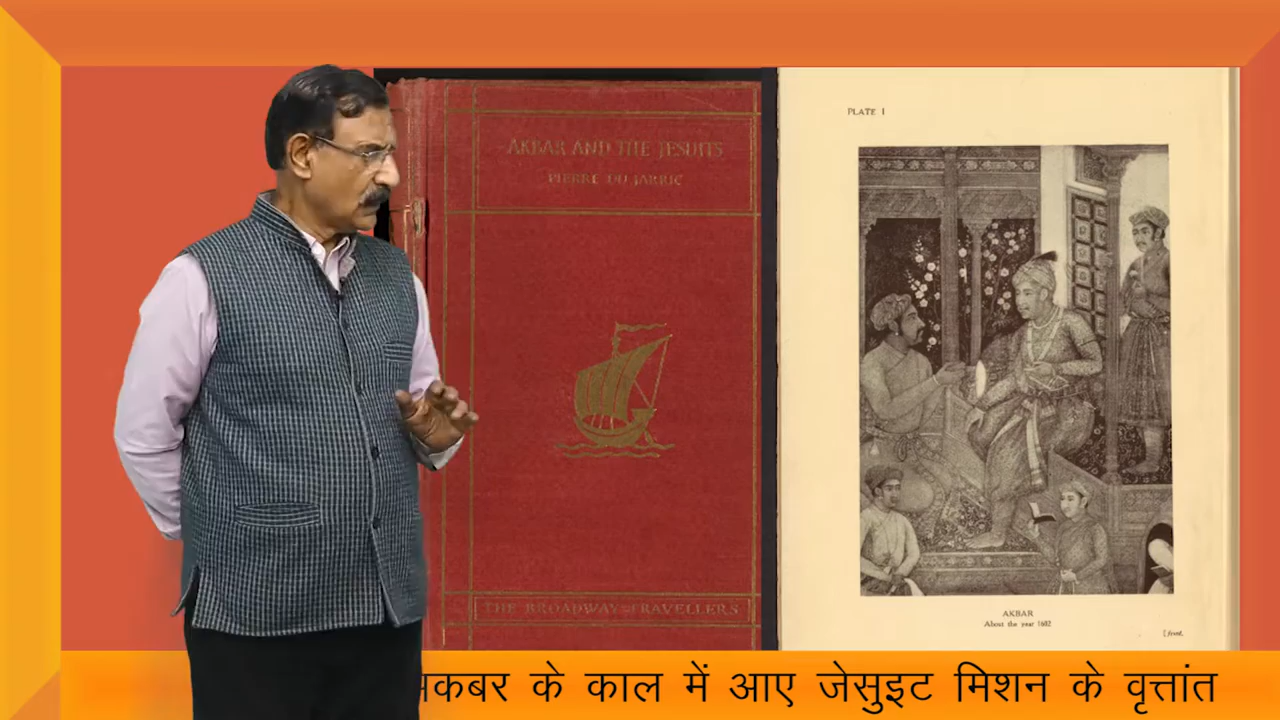 AKBAR AND THE JESUITS
PIERRE DU JARRIC
THE BROADWAY TRAVELLERS
PLATE I
AKBAR
About the year 1602
[front.
के काल में आए जेसुइट मिशन के वृत्तांत